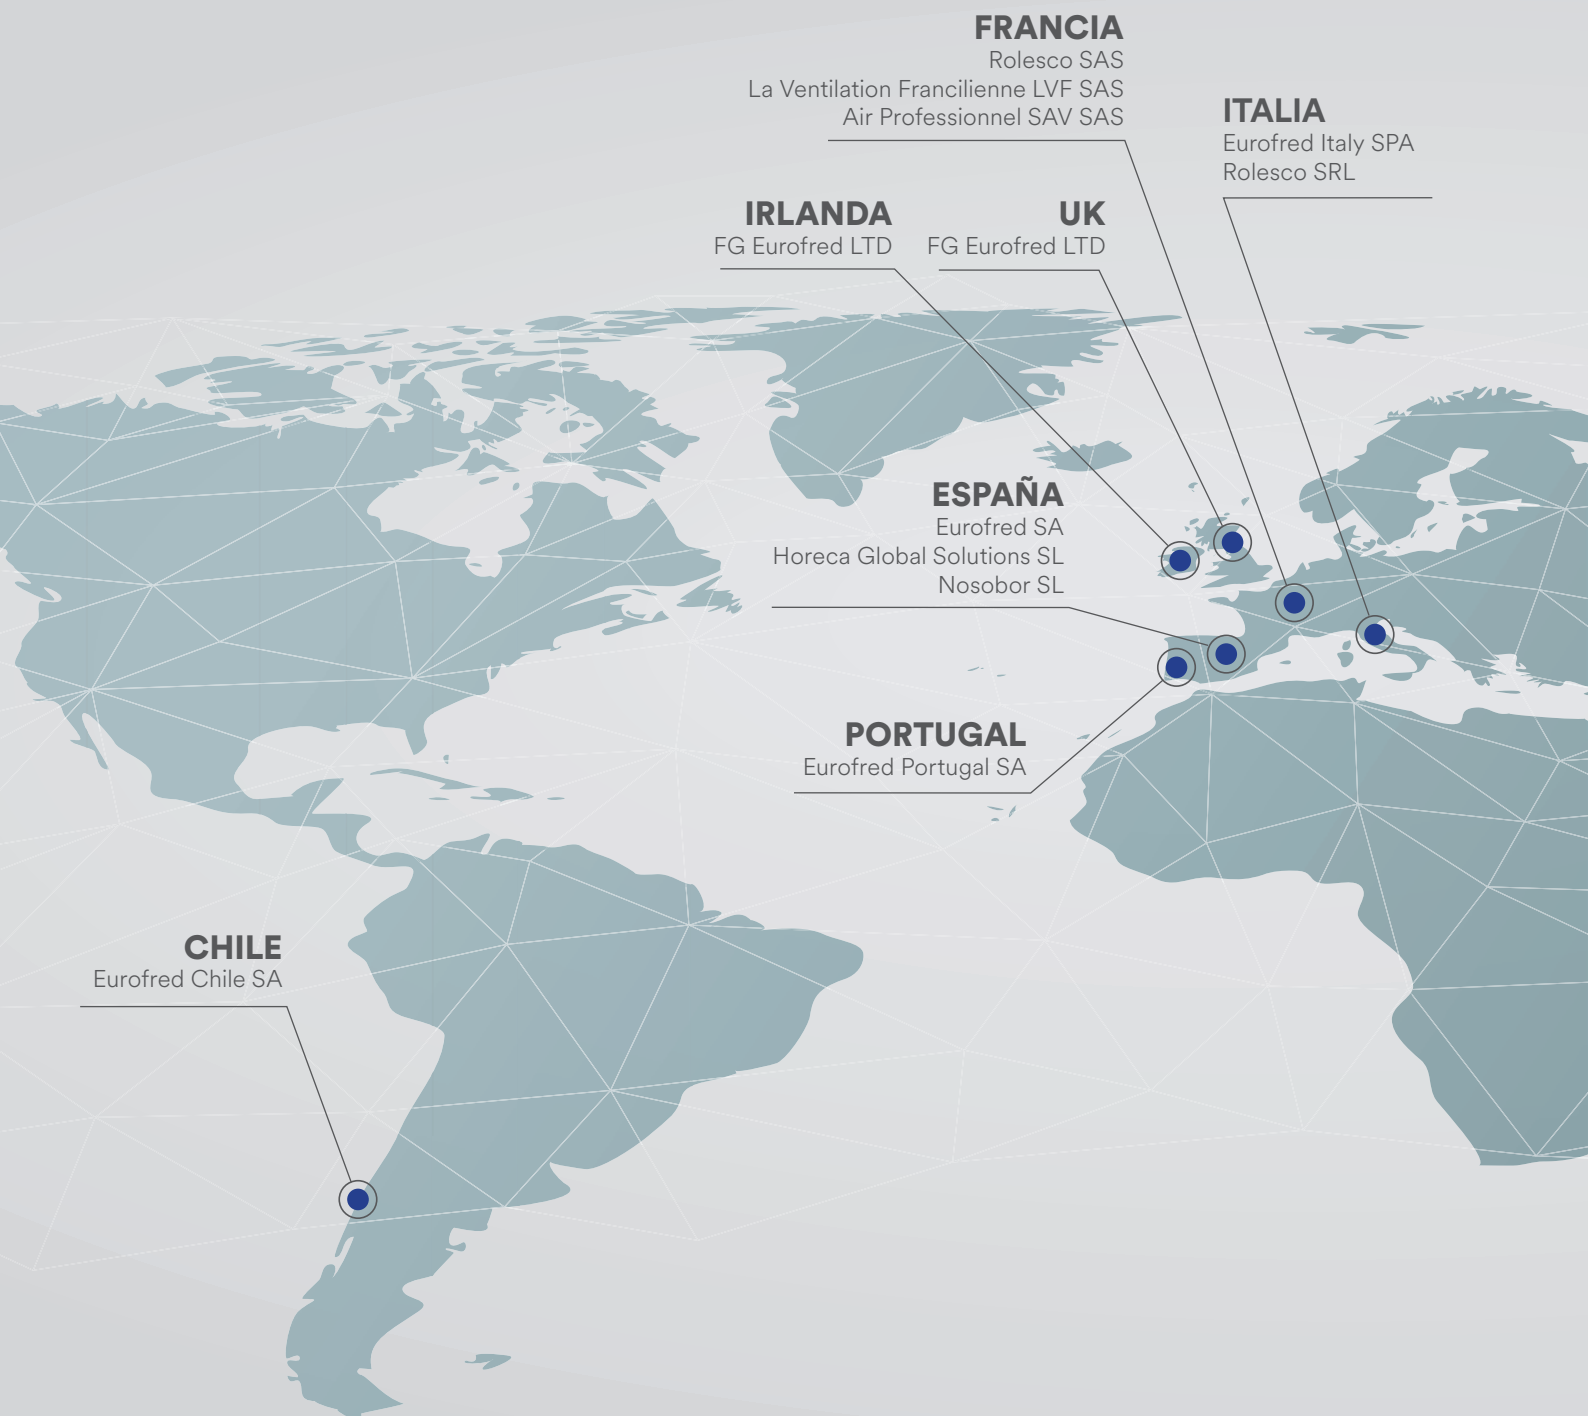 FRANCIA
Rolesco SAS
La Ventilation Francilienne LVF SAS
Air Professionnel SAV SAS
ITALIA
Eurofred Italy SPA
Rolesco SRL
IRLANDA
FG Eurofred LTD
UK
FG Eurofred LTD
ESPAÑA
Eurofred SA
Horeca Global Solutions SL
Nosobor SL
PORTUGAL
Eurofred Portugal SA
CHILE
Eurofred Chile SA